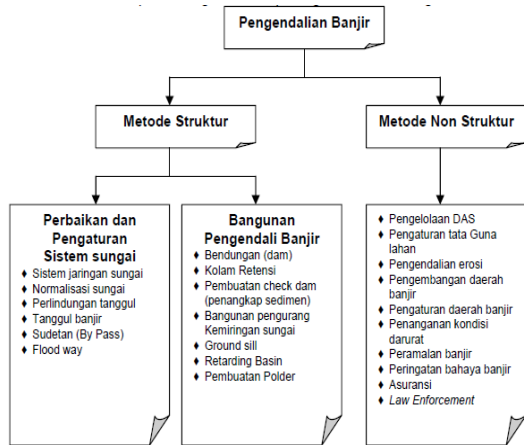 Pengendalian Banjir
Metode Struktur
Metode Non Struktur
Perbaikan dan
Pengaturan
Sistem sungai
♦ Sistem jaringan sungai
♦ Normalisasi sungai
♦ Perlindungan tanggul
♦ Tanggul banjir
♦ Sudetan (By Pass)
♦ Flood way
Bangunan
Pengendali Banjir
♦ Bendungan (dam)
♦ Kolam Retensi
♦ Pembuatan check dam
(penangkap sedimen)
♦ Bangunan pengurang
Kemiringan sungai
♦ Ground sill
♦ Retarding Basin
♦ Pembuatan Polder
♦ Pengelolaan DAS
♦ Pengaturan tata Guna
lahan
♦ Pengendalian erosi
♦ Pengembangan daerah
banjir
♦ Pengaturan daerah banjir
♦ Penanganan kondisi
darurat
♦ Peramalan banjir
♦ Peringatan bahaya banjir
♦ Asuransi
♦ Law Enforcement